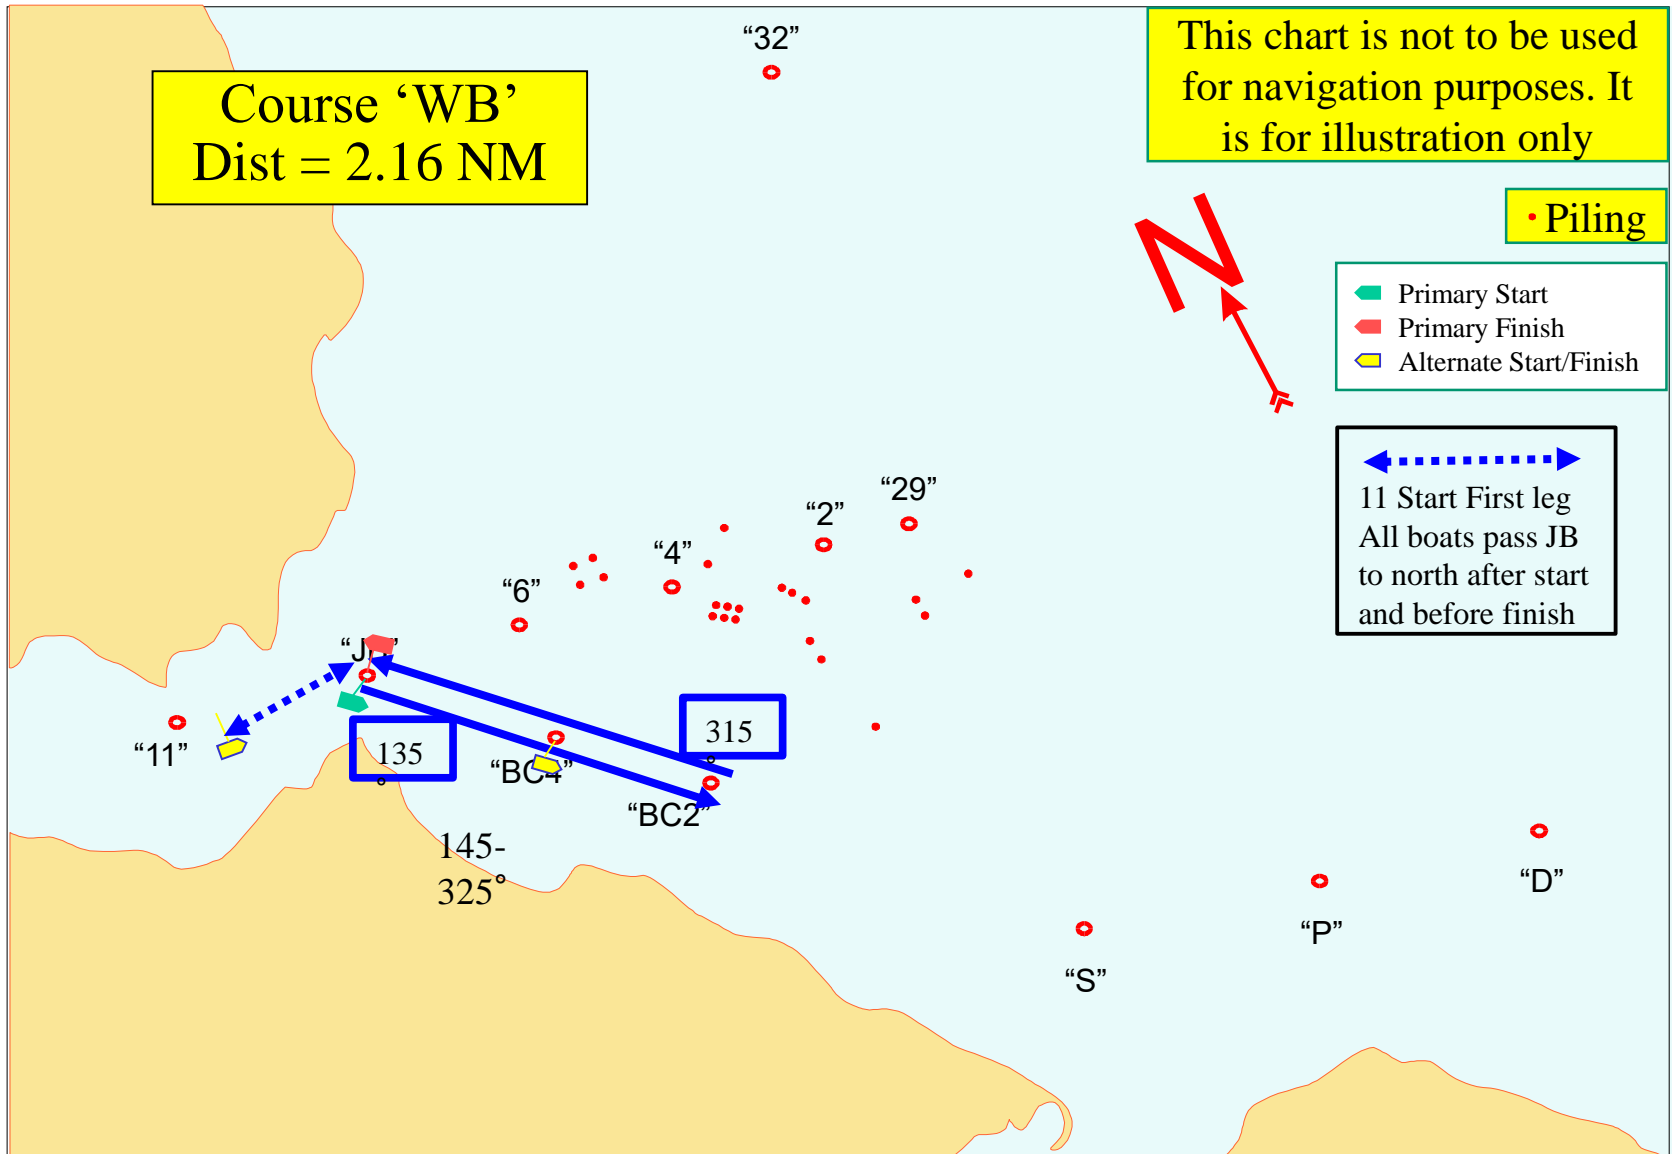 “32”
This chart is not to be used
for navigation purposes. It
is for illustration only
Course ‘WB’
Dist = 2.16 NM
N
Piling
Primary Start
Primary Finish
Alternate Start/Finish
11 Start First leg
All boats pass JB
to north after start
and before finish
“29”
“2”
“4”
“6”
“11”
135
°
“BC4”
315
°
“BC2”
145-
325°
“D”
“P”
“S”